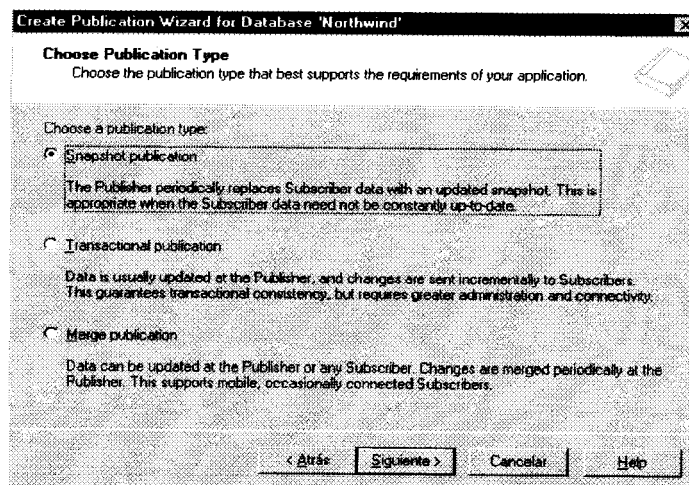 Create Publication Wizard for Database 'Northwind'
Choose Publication Type
Choose the publication type that best supports the requirements of your application.
Choose a publication type:
Snapshot publication
The Publisher periodically replaces Subscriber data with an updated snapshot. This is
appropriate when the Subscriber data need not be constantly up-to-date.
Transactional publication
Data is usually updated at the Publisher, and changes are sent incrementally to Subscribers.
This guarantees transactional consistency, but requires greater administration and connectivity.
Merge publication
Data can be updated at the Publisher or any Subscriber. Changes are merged periodically at the
Publisher. This supports mobile, occasionally connected Subscribers.
< Atrás Siguiente > Cancelar Help